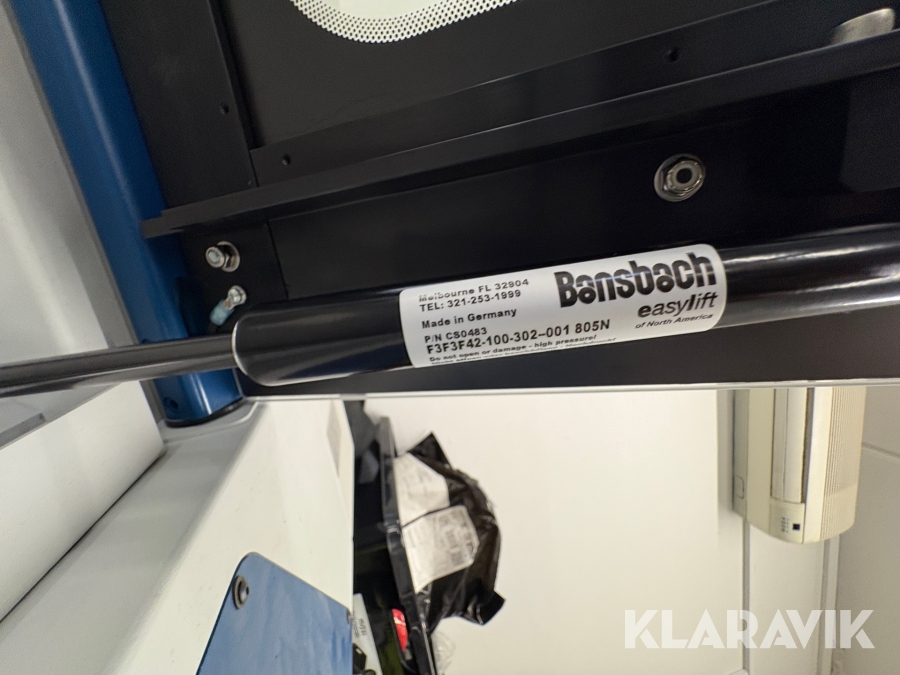 Melbourne FL 32904
TEL: 321-253-1999
Made in Germany
P/N CS0483
F3F3F42-100-302--001 805N
Do not open or damage - high pressure!
Bansbach
easylift
of North America
KLARAVIK